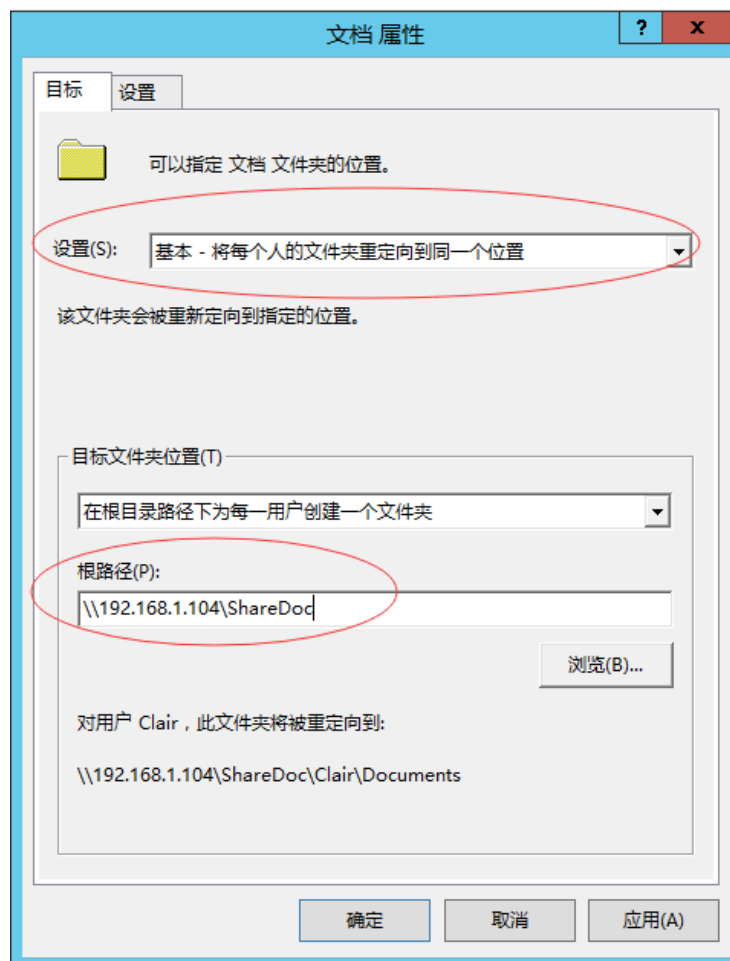 文档 属性
? x
目标 设置
可以指定 文档 文件夹的位置。
设置(S): 基本 - 将每个人的文件夹重定向到同一个位置
该文件夹会被重新定向到指定的位置。
目标文件夹位置(T)
在根目录路径下为每一用户创建一个文件夹
根路径(P):
\\192.168.1.104\ShareDoc
浏览(B)...
对用户 Clair，此文件夹将被重定向到:
\\192.168.1.104\ShareDoc\Clair\Documents
确定 取消 应用(A)